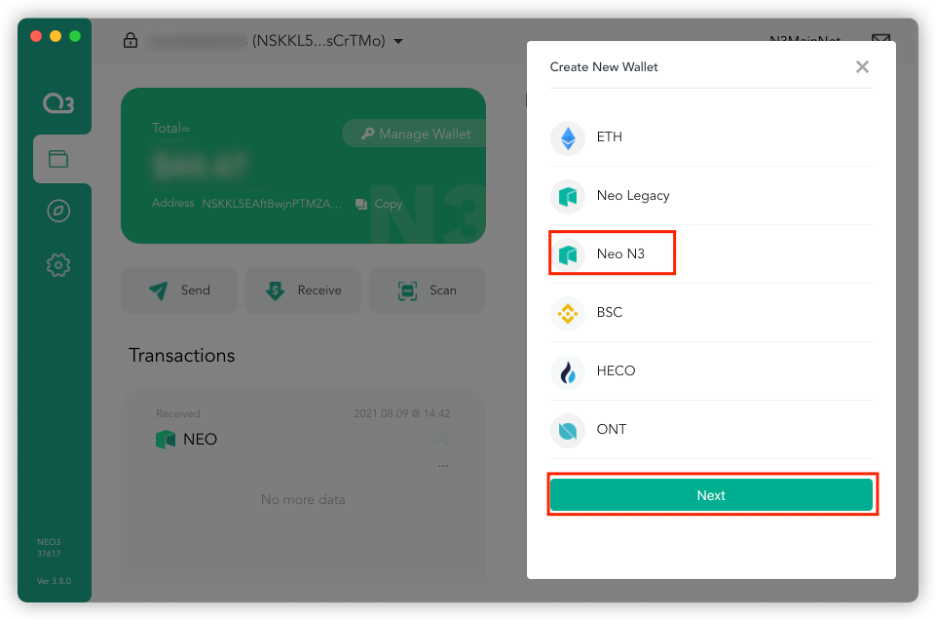 (NSKKL5...sCrTMo)
N3MainNet
O3
Total≈
Manage Wallet
Address NSKKL5EAftBwjnPTMZA... Copy
N3
Send
Receive
Scan
Transactions
Received 2021.08.09 @ 14:42
NEO
...
No more data
NEO3
37617
Ver 3.8.0
Create New Wallet
ETH
Neo Legacy
Neo N3
BSC
HECO
ONT
Next